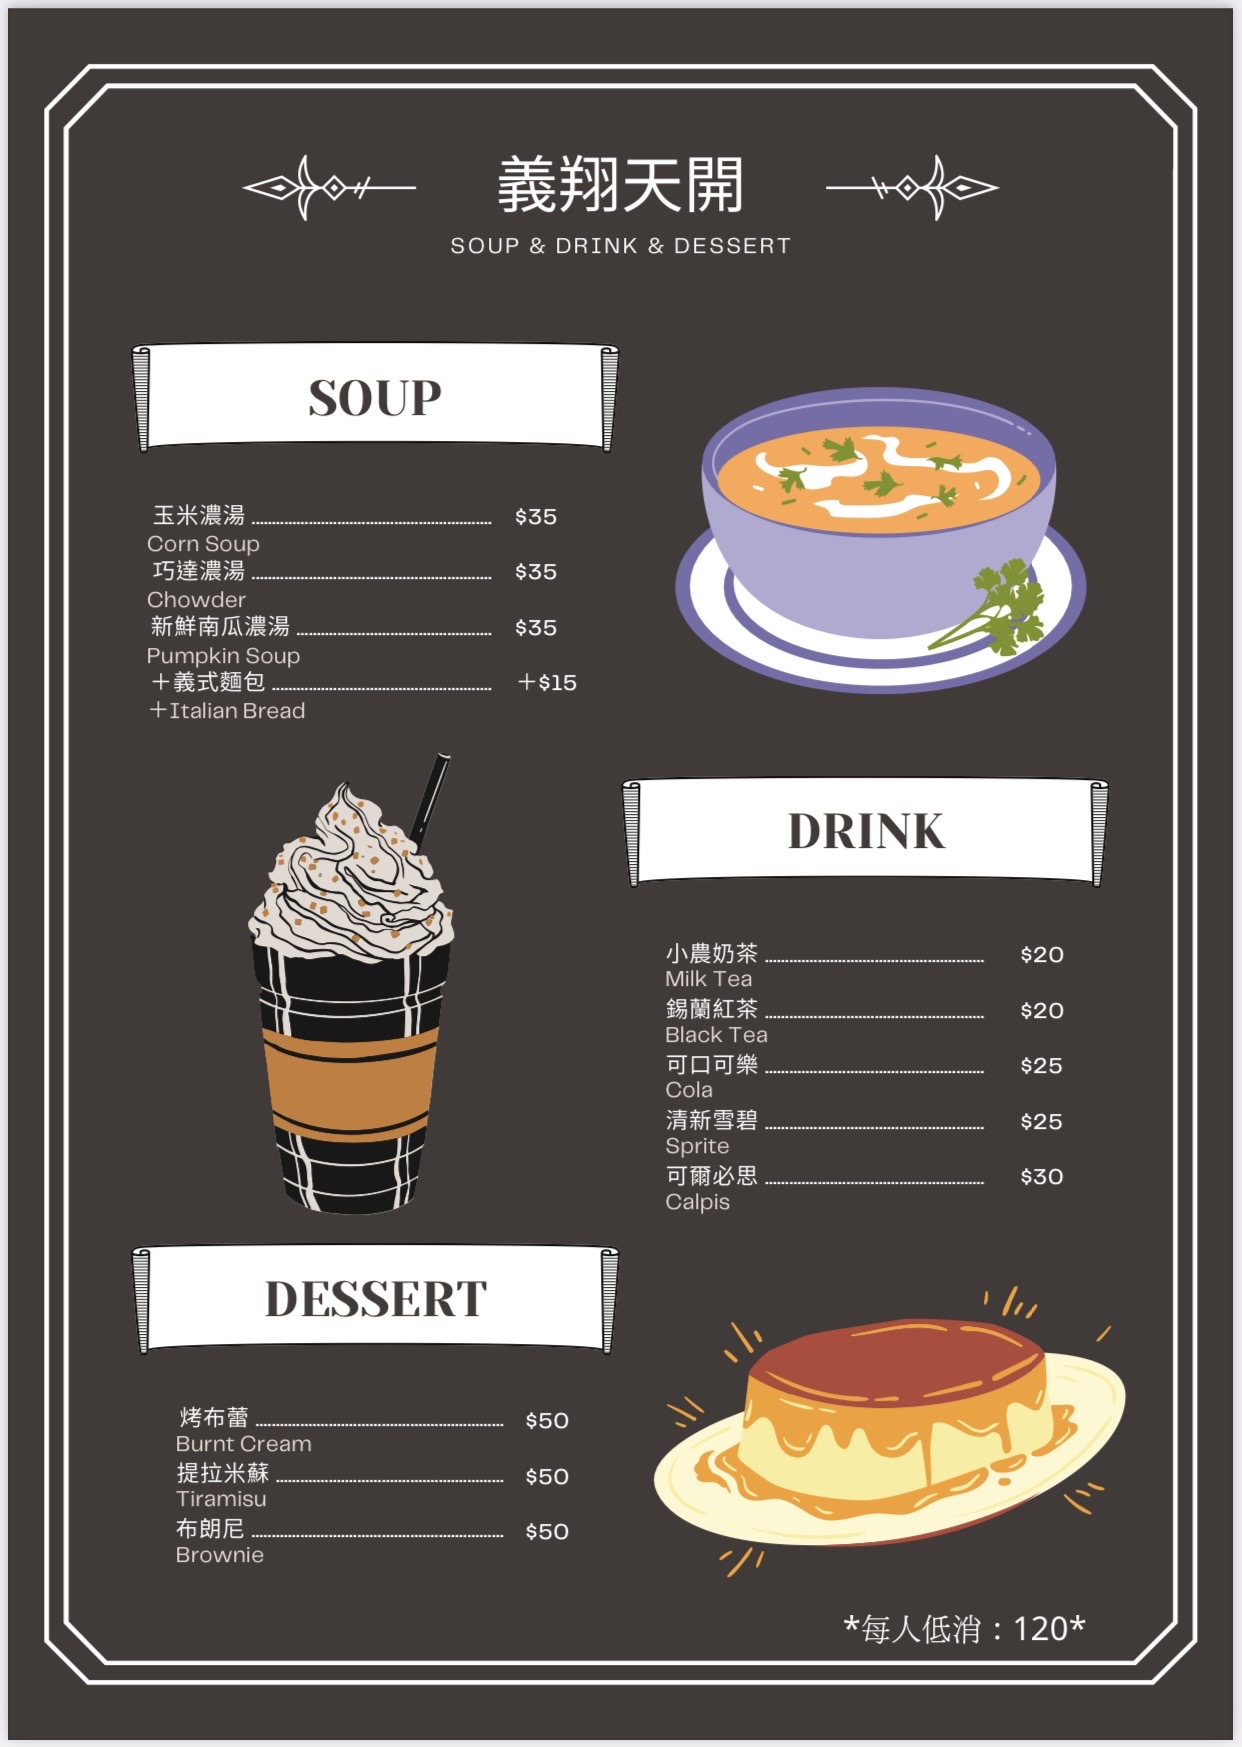 義翔天開
SOUP & DRINK & DESSERT
SOUP
玉米濃湯 $35
Corn Soup
巧達濃湯 $35
Chowder
新鮮南瓜濃湯 $35
Pumpkin Soup
＋義式麵包 ＋$15
＋Italian Bread
DRINK
小農奶茶 $20
Milk Tea
錫蘭紅茶 $20
Black Tea
可口可樂 $25
Cola
清新雪碧 $25
Sprite
可爾必思 $30
Calpis
DESSERT
烤布蕾 $50
Burnt Cream
提拉米蘇 $50
Tiramisu
布朗尼 $50
Brownie
*每人低消：120*